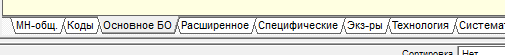 МН-общ. Коды Основное БО Расширенное Специфические Экз-ры Технология Система
Сортировка Нет